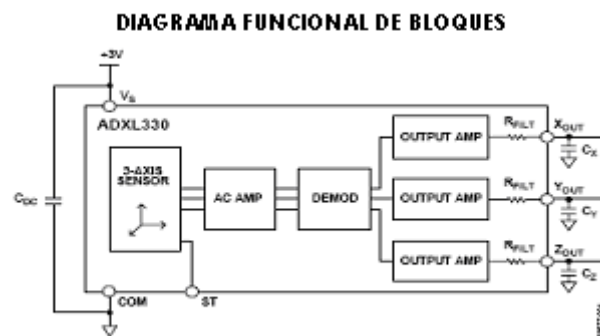 DIAGRAMA FUNCIONAL DE BLOQUES
+3V
VS
ADXL330
3-AXIS
SENSOR
AC AMP
DEMOD
OUTPUT AMP
OUTPUT AMP
OUTPUT AMP
RFILT
RFILT
RFILT
XOUT
YOUT
ZOUT
CX
CY
CZ
CDC
COM
ST